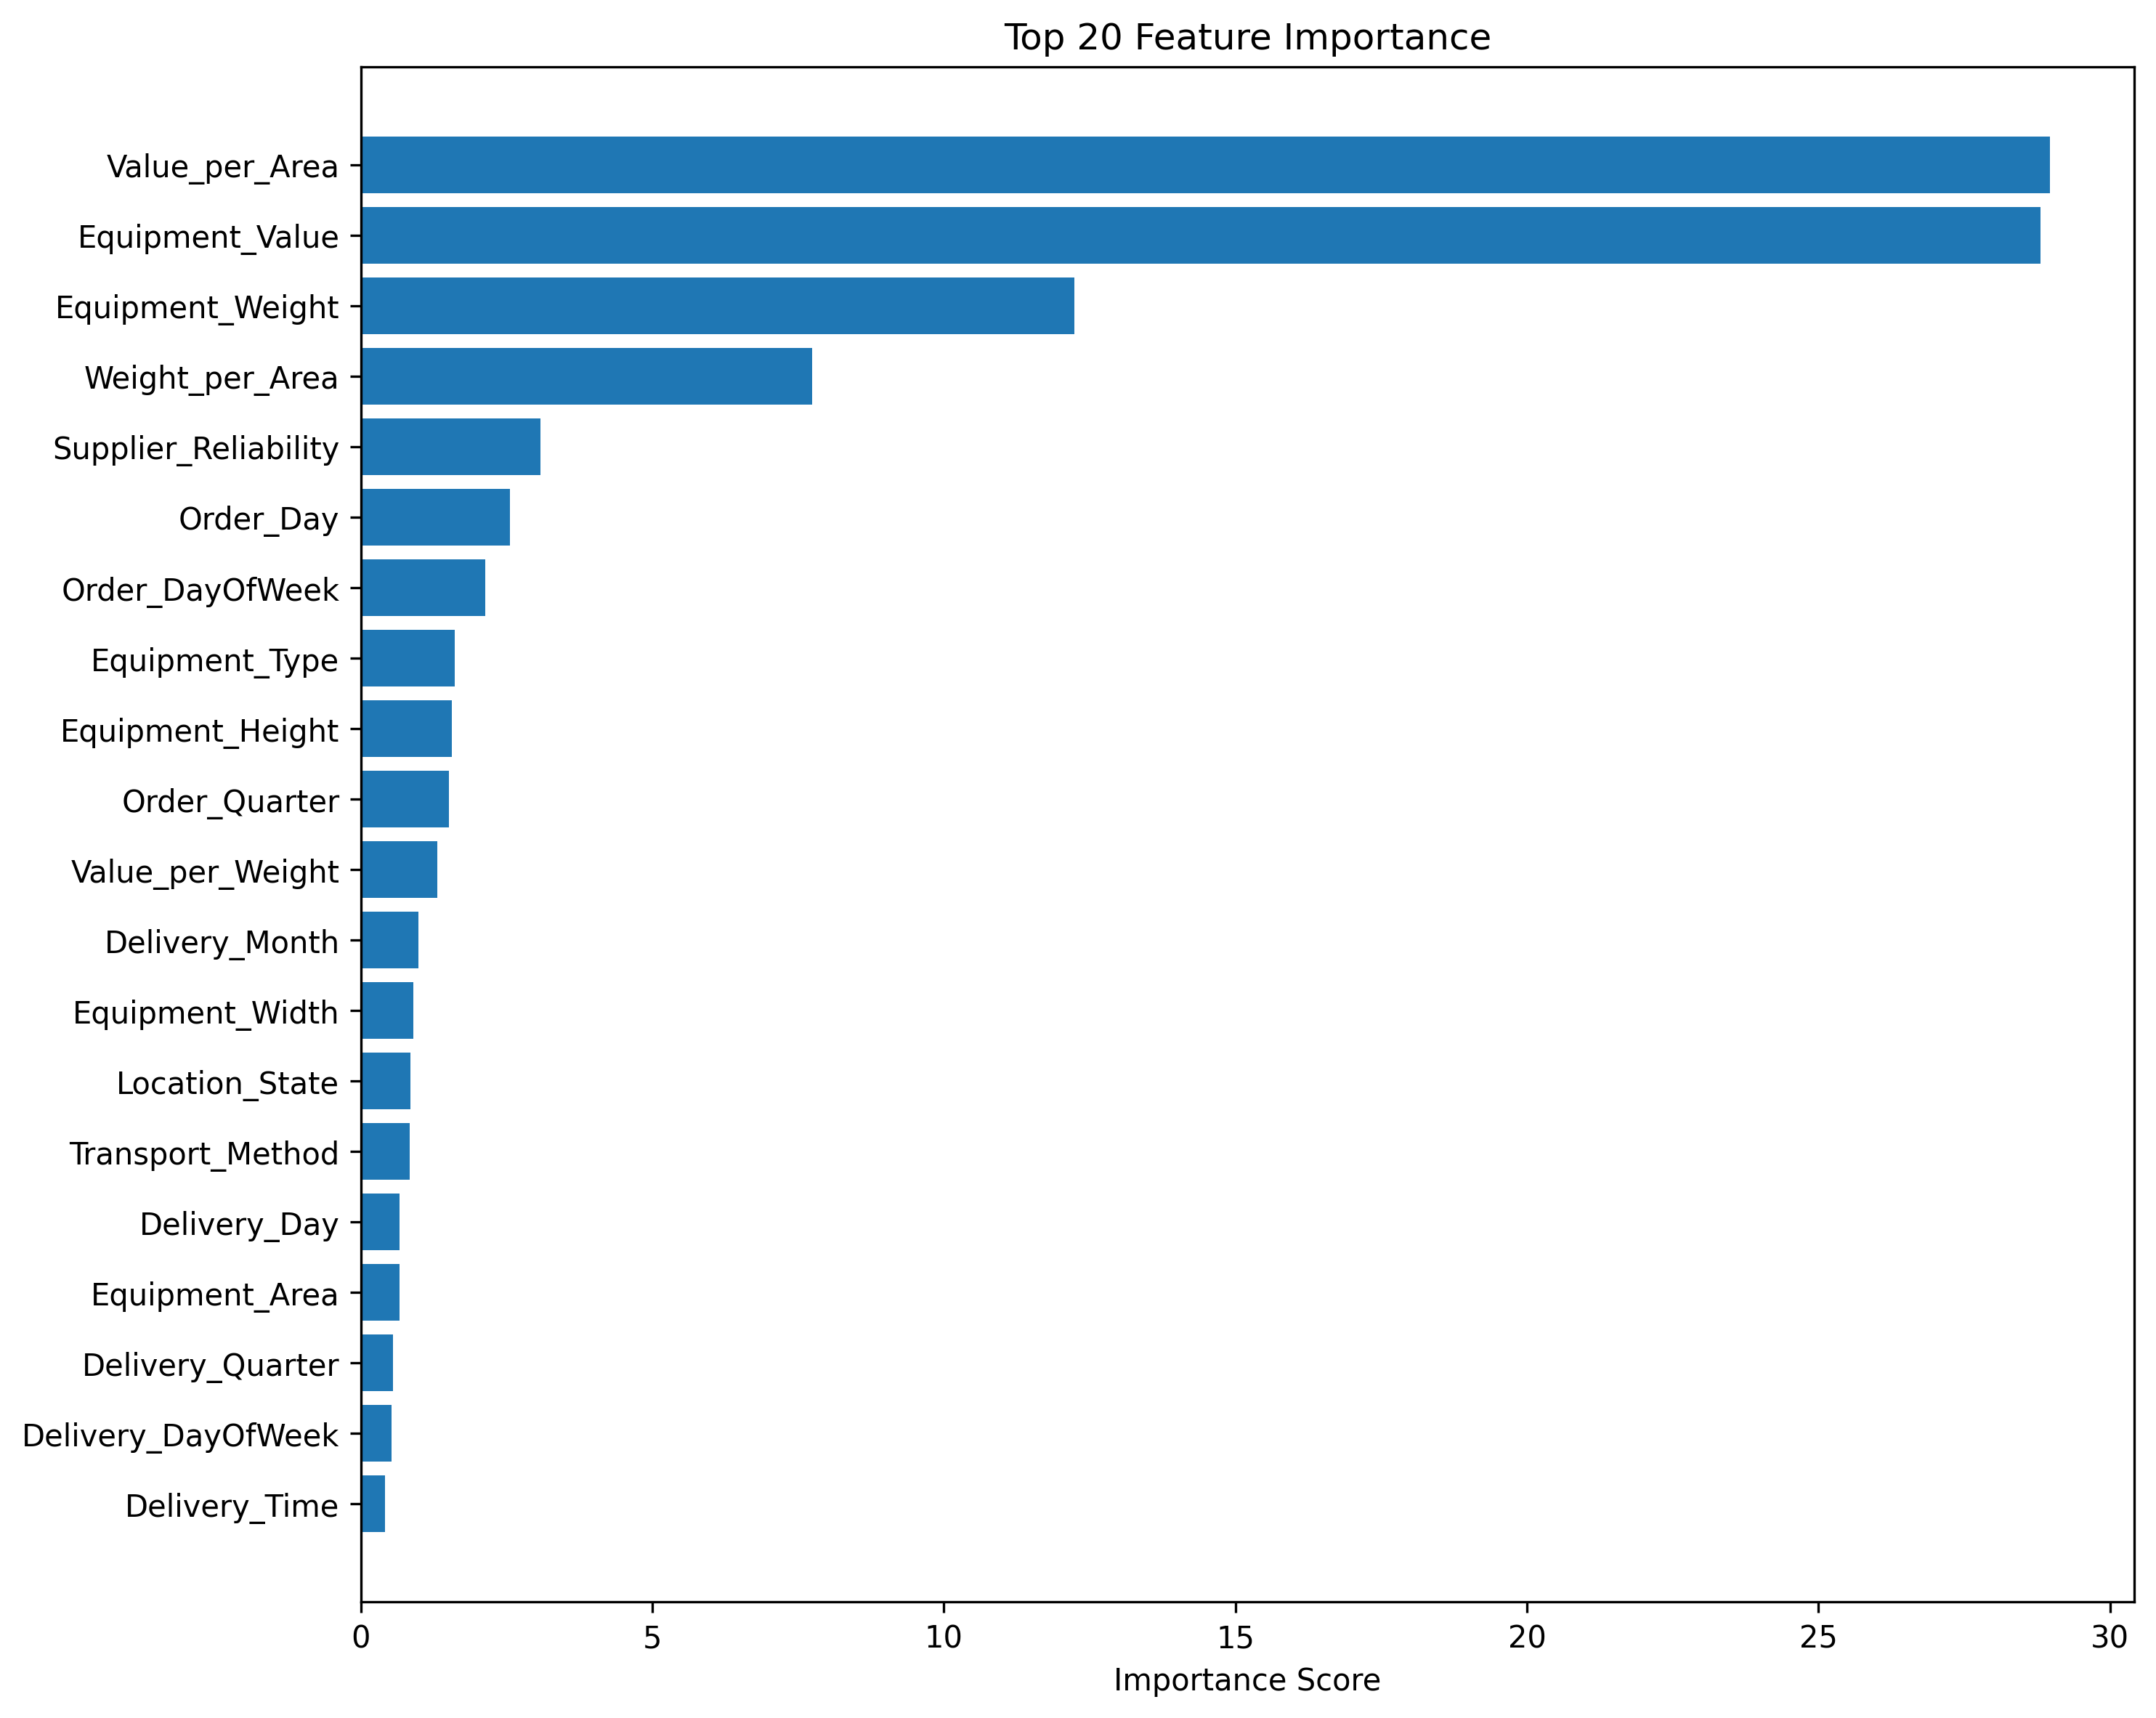 Top 20 Feature Importance
Value_per_Area
Equipment_Value
Equipment_Weight
Weight_per_Area
Supplier_Reliability
Order_Day
Order_DayOfWeek
Equipment_Type
Equipment_Height
Order_Quarter
Value_per_Weight
Delivery_Month
Equipment_Width
Location_State
Transport_Method
Delivery_Day
Equipment_Area
Delivery_Quarter
Delivery_DayOfWeek
Delivery_Time
0 5 10 15 20 25 30
Importance Score